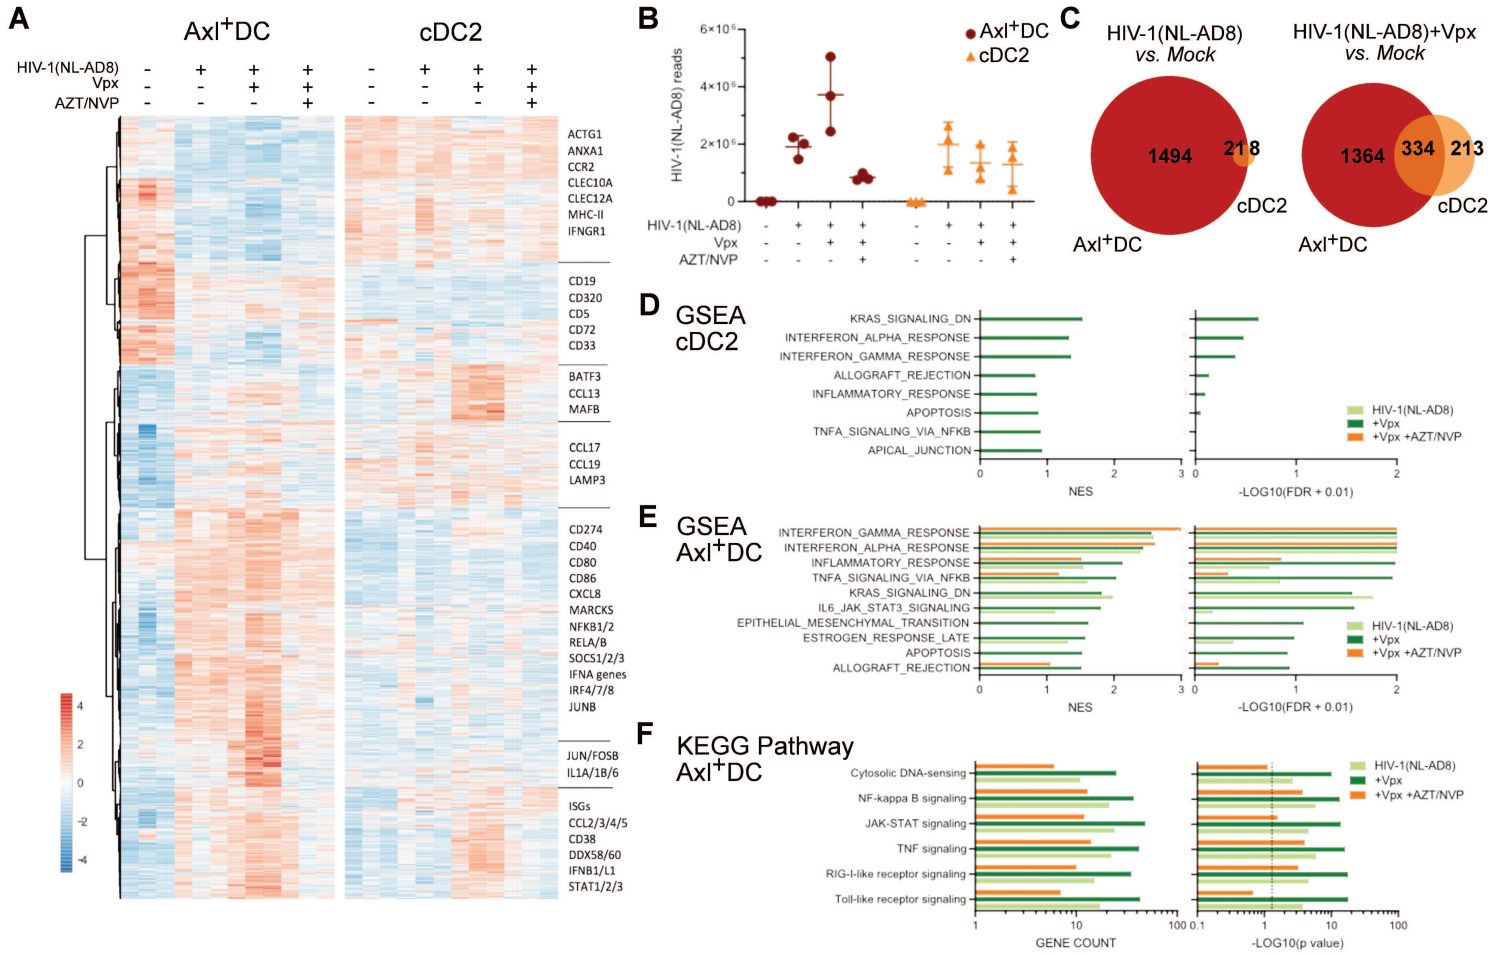 A
Axl+DC
cDC2
HIV-1(NL-AD8) - + + + - + + +
Vpx - - + + - - + +
AZT/NVP - - - + - - - +
ACTG1
ANXA1
CCR2
CLEC10A
CLEC12A
MHC-II
IFNGR1
CD19
CD320
CD5
CD72
CD33
BATF3
CCL13
MAFB
CCL17
CCL19
LAMP3
CD274
CD40
CD80
CD86
CXCL8
MARCKS
NFKB1/2
RELA/B
SOCS1/2/3
IFNA genes
IRF4/7/8
JUNB
JUN/FOSB
IL1A/1B/6
ISGs
CCL2/3/4/5
CD38
DDX58/60
IFNB1/L1
STAT1/2/3
4
2
0
-2
-4
B
HIV-1(NL-AD8) reads
6×10⁶
4×10⁶
2×10⁶
0
Axl+DC
cDC2
HIV-1(NL-AD8) - + + + - + + +
Vpx - - + + - - + +
AZT/NVP - - - + - - - +
C
HIV-1(NL-AD8)
vs. Mock
1494
218
cDC2
Axl+DC
HIV-1(NL-AD8)+Vpx
vs. Mock
1364
334
213
cDC2
Axl+DC
D
GSEA
cDC2
KRAS_SIGNALING_DN
INTERFERON_ALPHA_RESPONSE
INTERFERON_GAMMA_RESPONSE
ALLOGRAFT_REJECTION
INFLAMMATORY_RESPONSE
APOPTOSIS
TNFA_SIGNALING_VIA_NFKB
APICAL_JUNCTION
0 1 2 3
NES
0 1 2
-LOG10(FDR + 0.01)
HIV-1(NL-AD8)
+Vpx
+Vpx +AZT/NVP
E
GSEA
Axl+DC
INTERFERON_GAMMA_RESPONSE
INTERFERON_ALPHA_RESPONSE
INFLAMMATORY_RESPONSE
TNFA_SIGNALING_VIA_NFKB
KRAS_SIGNALING_DN
IL6_JAK_STAT3_SIGNALING
EPITHELIAL_MESENCHYMAL_TRANSITION
ESTROGEN_RESPONSE_LATE
APOPTOSIS
ALLOGRAFT_REJECTION
0 1 2 3
NES
0 1 2
-LOG10(FDR + 0.01)
HIV-1(NL-AD8)
+Vpx
+Vpx +AZT/NVP
F
KEGG Pathway
Axl+DC
Cytosolic DNA-sensing
NF-kappa B signaling
JAK-STAT signaling
TNF signaling
RIG-I-like receptor signaling
Toll-like receptor signaling
1 10 100
GENE COUNT
0.1 1 10 100
-LOG10(p value)
HIV-1(NL-AD8)
+Vpx
+Vpx +AZT/NVP